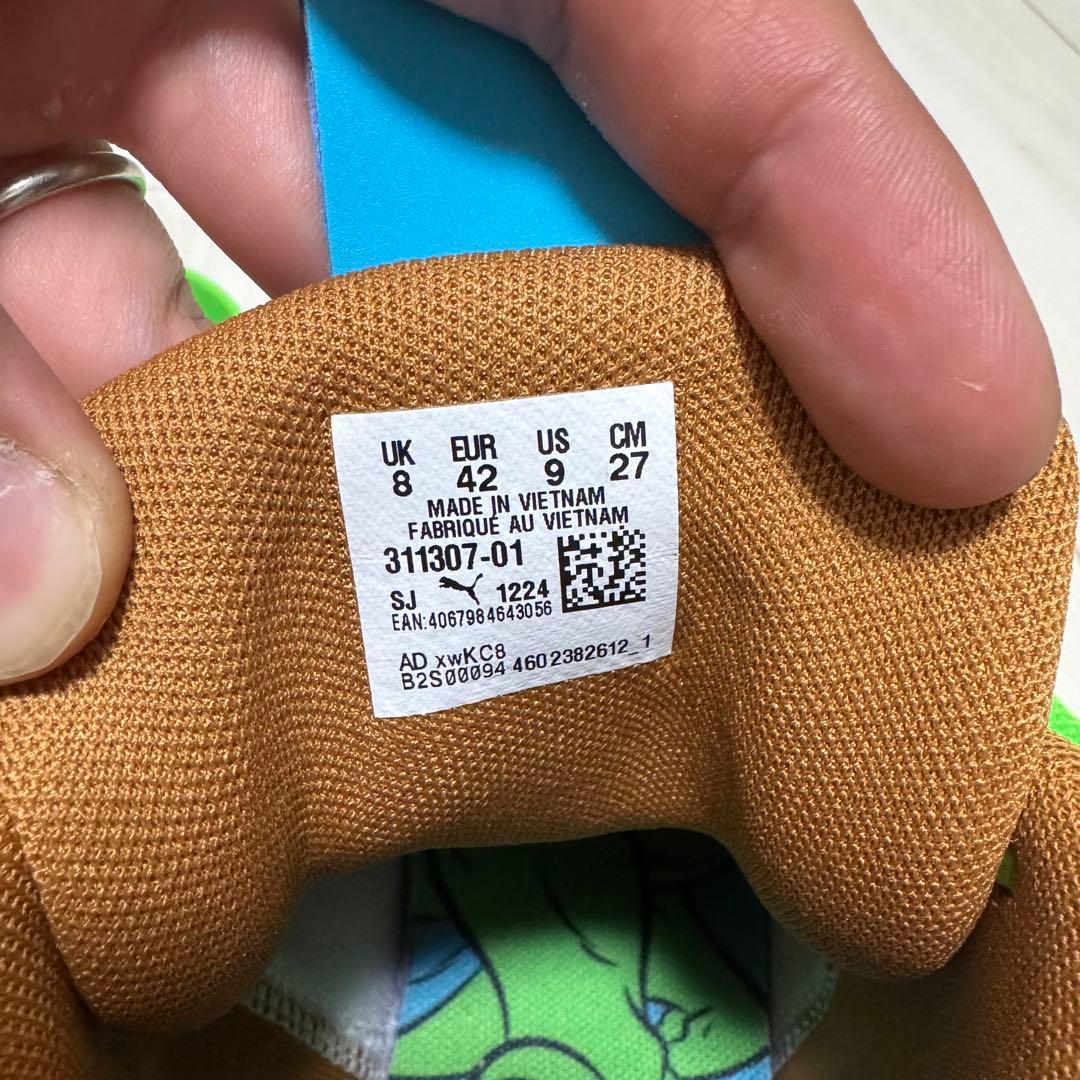 UK EUR US CM
8 42 9 27
MADE IN VIETNAM
FABRIQUÉ AU VIETNAM
311307-01
SJ 1224
EAN:4067984643056
AD xwKC8
B2S00094 4602382612_1